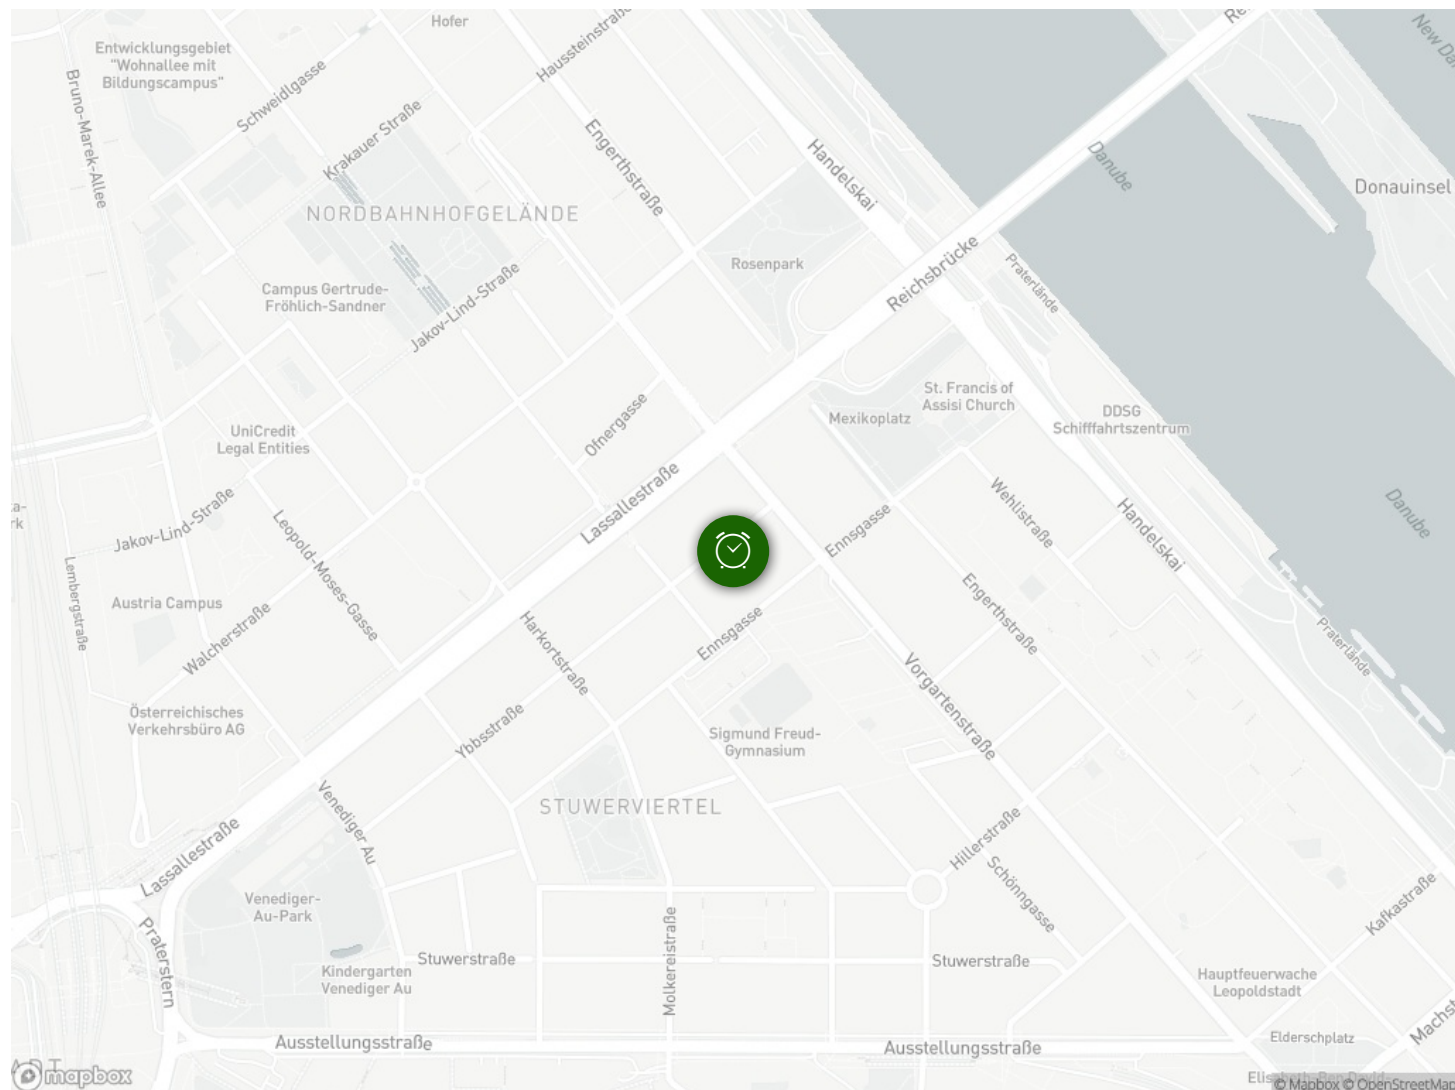 Hofer
Entwicklungsgebiet
"Wohnallee mit
Bildungscampus"
Bruno-Marek-Allee
Schweidlgasse
Haussteinstraße
Krakauer Straße
Engerthstraße
Handelskai
Danube
Donauinsel
NORDBAHNHOFGELÄNDE
Rosenpark
Reichsbrücke
Praterlände
Campus Gertrude-
Fröhlich-Sandner
Jakov-Lind-Straße
St. Francis of
Assisi Church
Mexikoplatz
DDSG
Schifffahrtszentrum
Ofnergasse
UniCredit
Legal Entities
Lassallestraße
Jakov-Lind-Straße
Leopold-Moses-Gasse
Wehlistraße
Handelskai
Danube
Ennsgasse
Lembergstraße
Austria Campus
Walcherstraße
Harkortstraße
Ennsgasse
Engerthstraße
Praterlände
Vorgartenstraße
Österreichisches
Verkehrsbüro AG
Ybbsstraße
Sigmund Freud-
Gymnasium
STUWERVIERTEL
Venediger Au
Lassallestraße
Hillerstraße
Schönngasse
Venediger-
Au-Park
Kafkastraße
Praterstern
Molkereistraße
Stuwerstraße
Stuwerstraße
Kindergarten
Venediger Au
Hauptfeuerwache
Leopoldstadt
Elderschplatz
Machst
Ausstellungsstraße
Ausstellungsstraße
mapbox
© Mapbox © OpenStreetMap